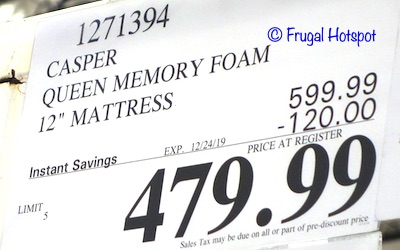 © Frugal Hotspot
1271394
CASPER
QUEEN MEMORY FOAM
12" MATTRESS
599.99
-120.00
Instant Savings
EXP. 12/24/19
PRICE AT REGISTER
479.99
LIMIT
5
Sales Tax may be due on all or part of pre-discount price